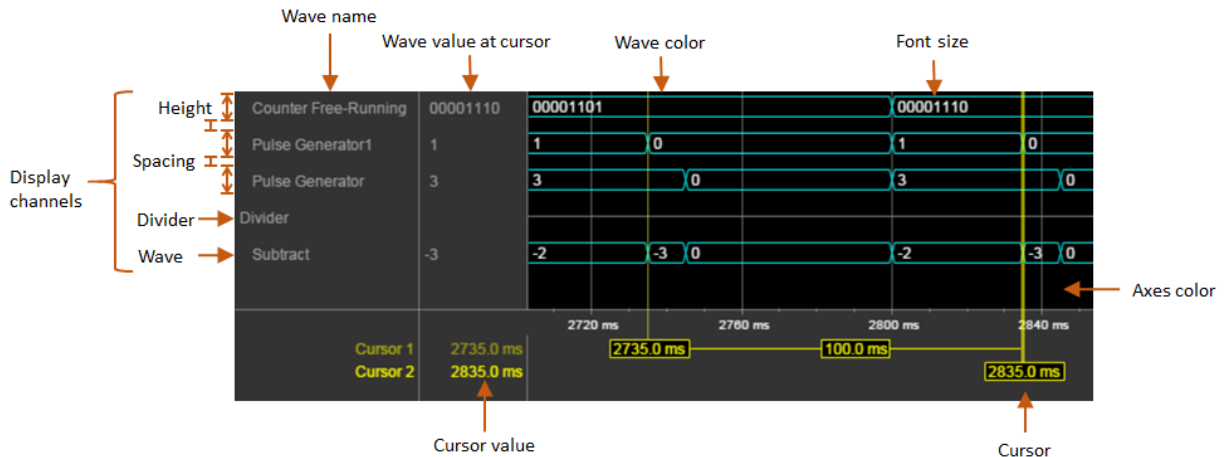 Wave name
Wave value at cursor
Wave color
Font size
Height
Counter Free-Running 00001110 00001101 00001110
Pulse Generator1 1 1 0 1 0
Spacing
Pulse Generator 3 3 0 3 0
Display
channels
Divider Divider
Wave Subtract -3 -2 -3 0 -2 -3 0
Axes color
2720 ms 2760 ms 2800 ms 2840 ms
Cursor 1 2735.0 ms 2735.0 ms 100.0 ms
Cursor 2 2835.0 ms 2835.0 ms
Cursor value
Cursor